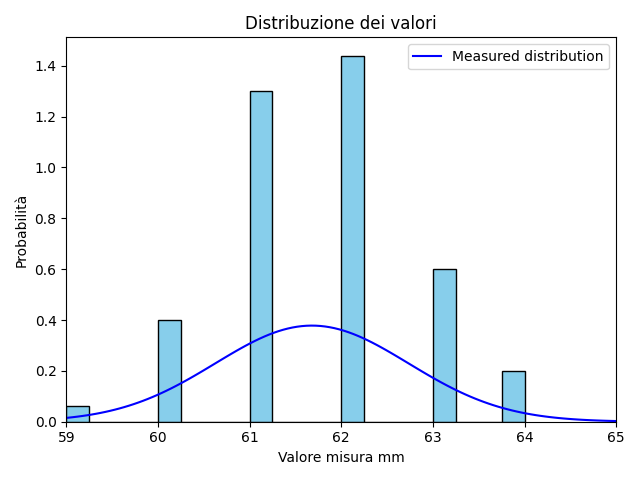 Distribuzione dei valori
Measured distribution
1.4
1.2
1.0
0.8
0.6
0.4
0.2
0.0
Probabilità
59 60 61 62 63 64 65
Valore misura mm